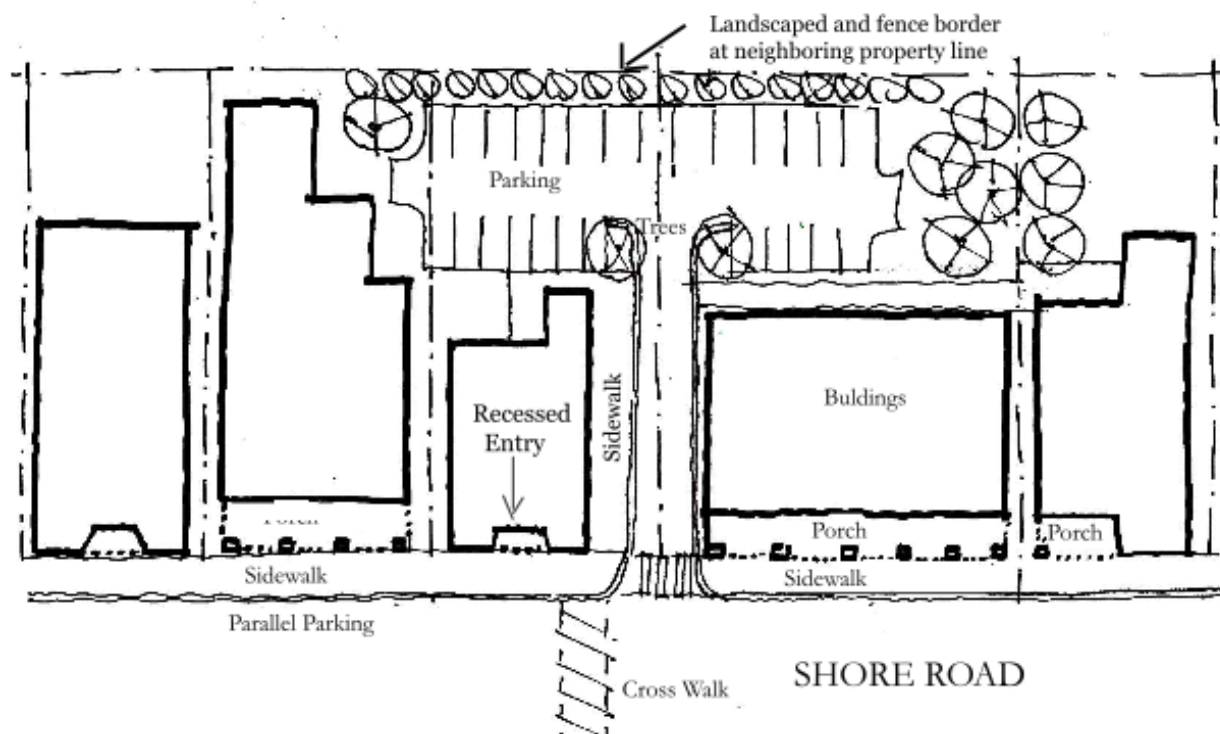 Landscaped and fence border
at neighboring property line
Parking
Trees
Sidewalk
Recessed
Entry
Buldings
Porch
Porch
Porch
Sidewalk
Sidewalk
Parallel Parking
Cross Walk
SHORE ROAD